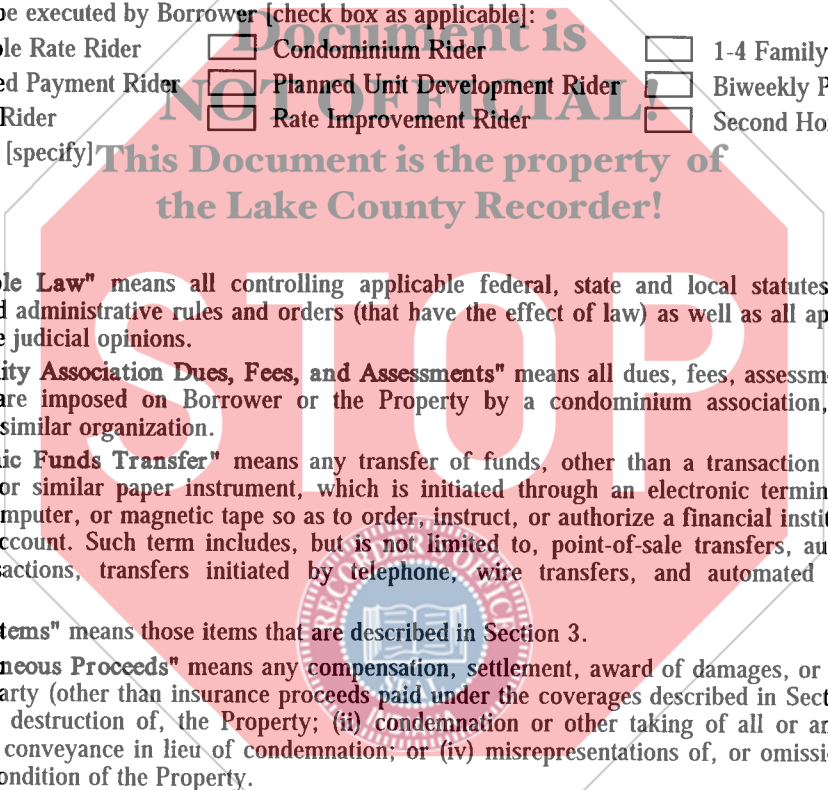 be executed by Borrower [check box as applicable]:
ble Rate Rider Condominium Rider 1-4 Family
ed Payment Rider Planned Unit Development Rider Biweekly P
Rider Rate Improvement Rider Second Ho
[specify]
Document is
NOT OFFICIAL!
This Document is the property of
the Lake County Recorder!
STOP
le Law" means all controlling applicable federal, state and local statutes
d administrative rules and orders (that have the effect of law) as well as all ap
e judicial opinions.
ity Association Dues, Fees, and Assessments" means all dues, fees, assessm
are imposed on Borrower or the Property by a condominium association,
similar organization.
ic Funds Transfer" means any transfer of funds, other than a transaction
or similar paper instrument, which is initiated through an electronic termin
mputer, or magnetic tape so as to order, instruct, or authorize a financial instit
ccount. Such term includes, but is not limited to, point-of-sale transfers, au
sactions, transfers initiated by telephone, wire transfers, and automated
tems" means those items that are described in Section 3.
neous Proceeds" means any compensation, settlement, award of damages, or
arty (other than insurance proceeds paid under the coverages described in Sect
destruction of, the Property; (ii) condemnation or other taking of all or an
conveyance in lieu of condemnation; or (iv) misrepresentations of, or omissi
ondition of the Property.